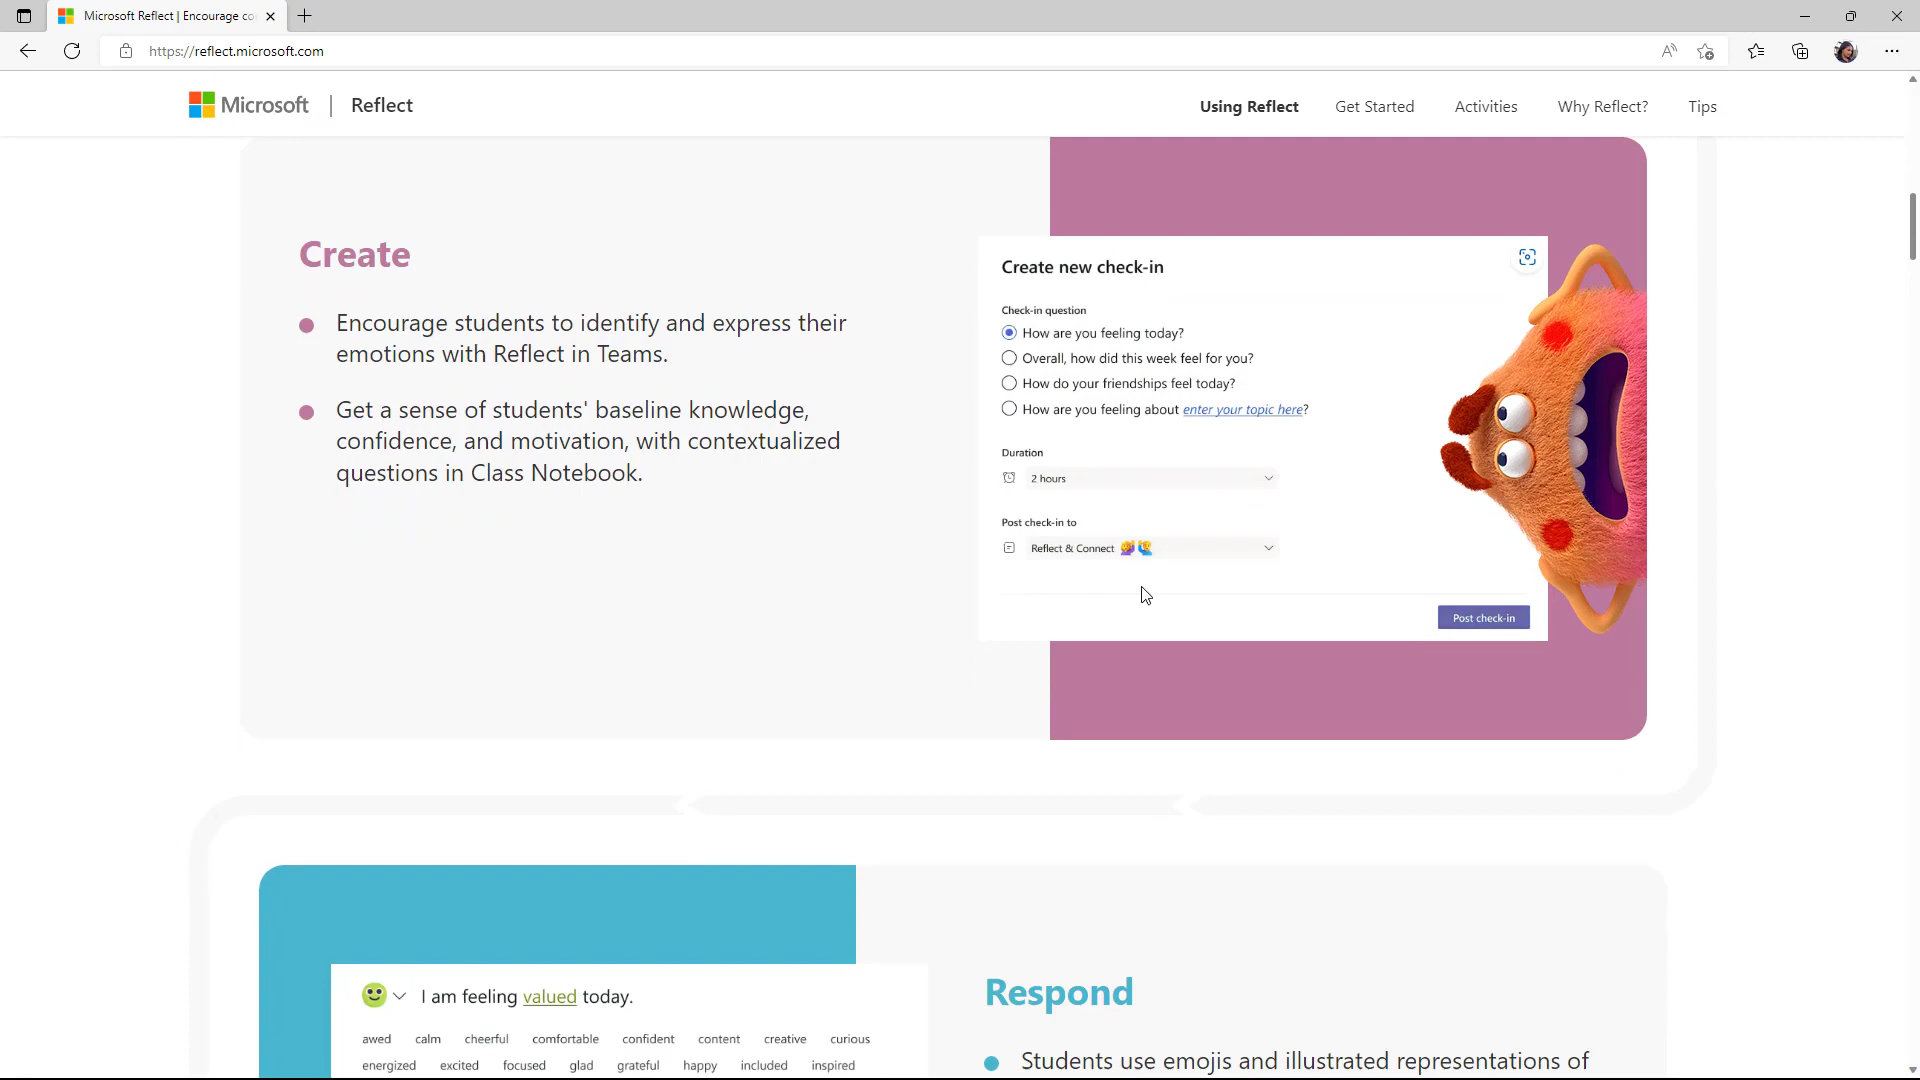 Microsoft Reflect | Encourage co
https://reflect.microsoft.com
Microsoft | Reflect
Using Reflect
Get Started
Activities
Why Reflect?
Tips
Create
Encourage students to identify and express their
emotions with Reflect in Teams.
Get a sense of students' baseline knowledge,
confidence, and motivation, with contextualized
questions in Class Notebook.
Create new check-in
Check-in question
How are you feeling today?
Overall, how did this week feel for you?
How do your friendships feel today?
How are you feeling about enter your topic here?
Duration
2 hours
Post check-in to
Reflect & Connect
Post check-in
I am feeling valued today.
awed calm cheerful comfortable confident content creative curious
energized excited focused glad grateful happy included inspired
Respond
Students use emojis and illustrated representations of